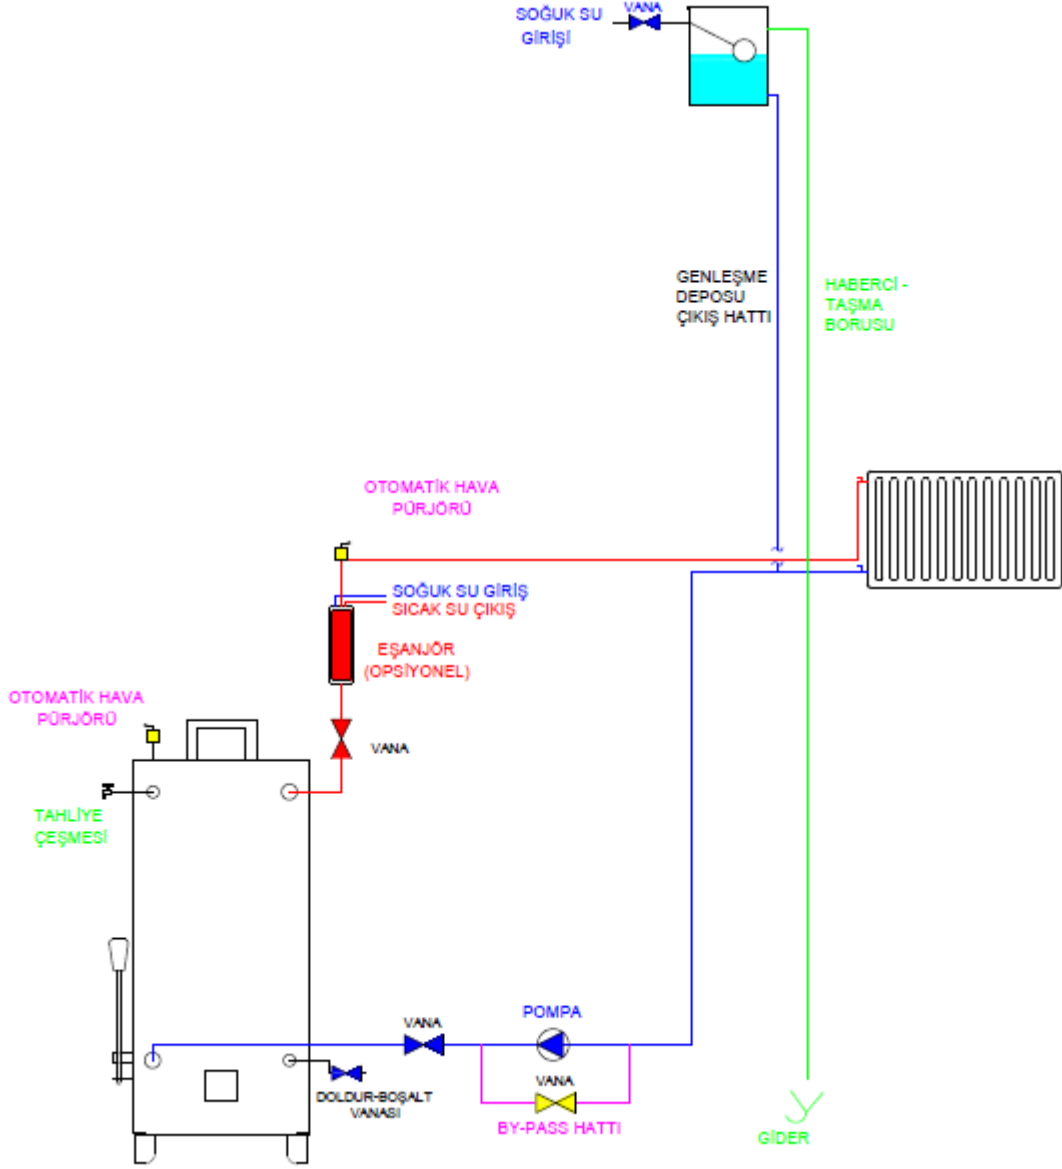 SOĞUK SU
GİRİŞİ
VANA
GENLEŞME
DEPOSU
ÇIKIŞ HATTI
HABERCİ -
TAŞMA
BORUSU
OTOMATİK HAVA
PÜRJÖRÜ
SOĞUK SU GİRİŞ
SICAK SU ÇIKIŞ
EŞANJÖR
(OPSİYONEL)
OTOMATİK HAVA
PÜRJÖRÜ
VANA
TAHLİYE
ÇEŞMESİ
VANA
POMPA
VANA
DOLDUR-BOŞALT
VANASI
BY-PASS HATTI
GİDER